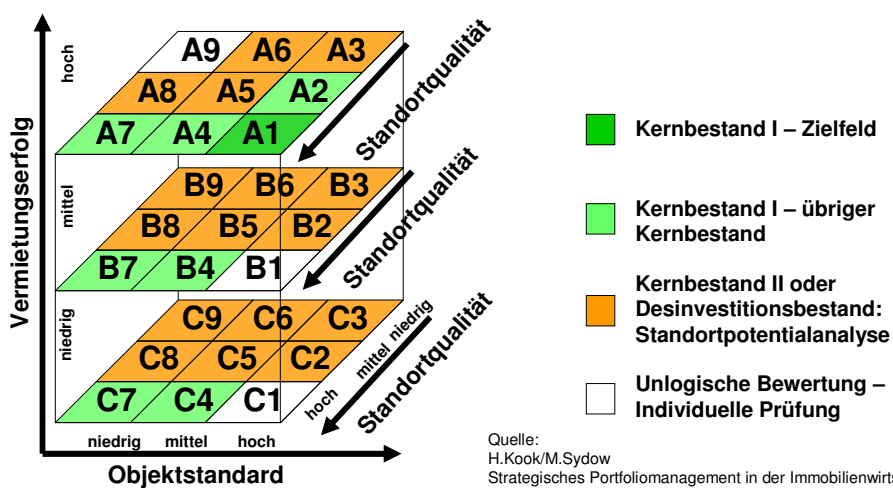 Vermietungserfolg
hoch
mittel
niedrig
A9 A6 A3
A8 A5 A2
A7 A4 A1
Standortqualität
B9 B6 B3
B8 B5 B2
B7 B4 B1
Standortqualität
C9 C6 C3
C8 C5 C2
C7 C4 C1
hoch mittel niedrig
Standortqualität
niedrig mittel hoch
Objektstandard
Kernbestand I – Zielfeld
Kernbestand I – übriger
Kernbestand
Kernbestand II oder
Desinvestitionsbestand:
Standortpotentialanalyse
Unlogische Bewertung –
Individuelle Prüfung
Quelle:
H.Kook/M.Sydow
Strategisches Portfoliomanagement in der Immobilienwirts